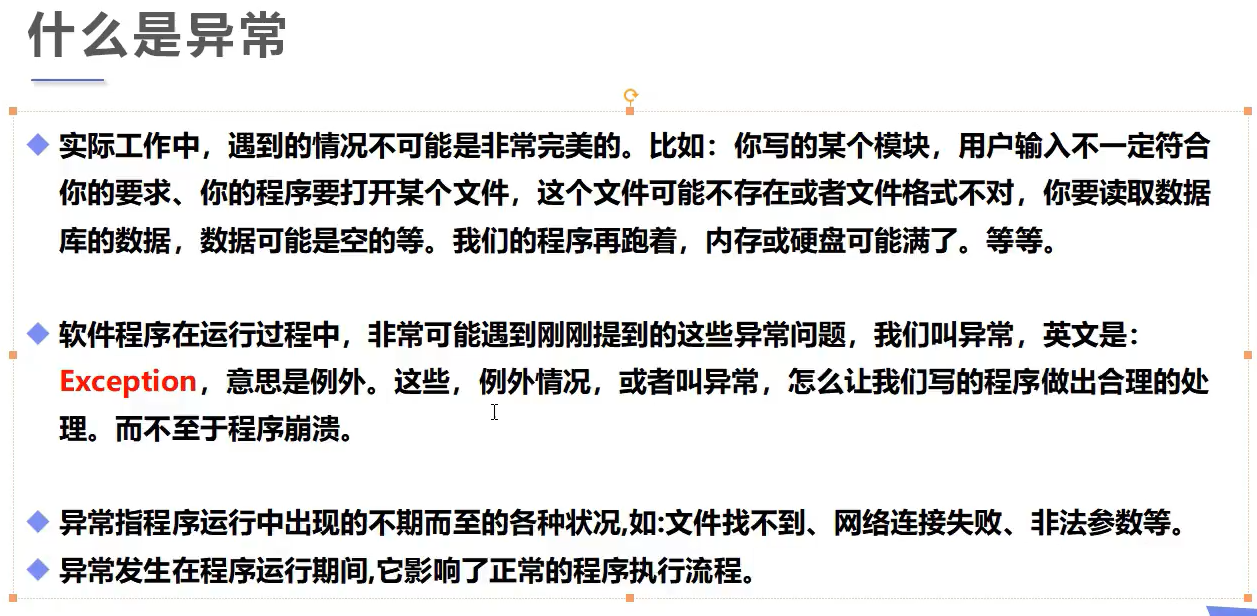 什么是异常
实际工作中，遇到的情况不可能是非常完美的。比如：你写的某个模块，用户输入不一定符合
你的要求、你的程序要打开某个文件，这个文件可能不存在或者文件格式不对，你要读取数据
库的数据，数据可能是空的等。我们的程序再跑着，内存或硬盘可能满了。等等。
软件程序在运行过程中，非常可能遇到刚刚提到的这些异常问题，我们叫异常，英文是：
Exception，意思是例外。这些，例外情况，或者叫异常，怎么让我们写的程序做出合理的处
理。而不至于程序崩溃。
异常指程序运行中出现的不期而至的各种状况,如:文件找不到、网络连接失败、非法参数等。
异常发生在程序运行期间,它影响了正常的程序执行流程。